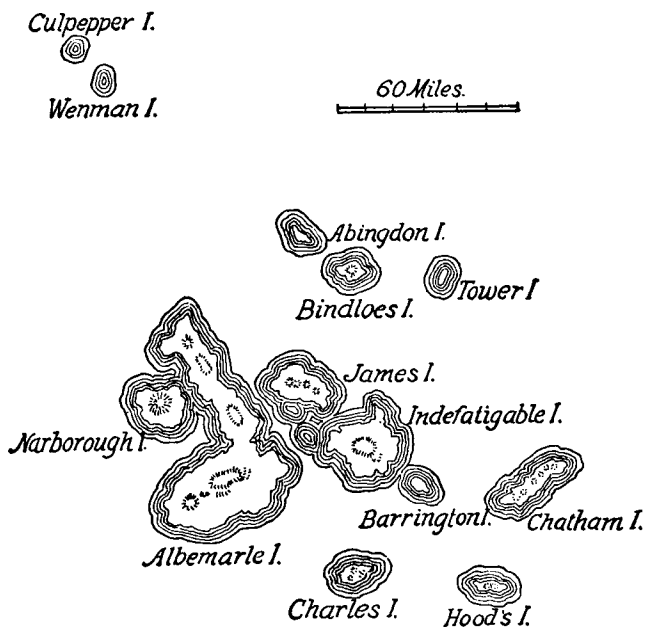 Culpepper I.
Wenman I.
60 Miles.
Abingdon I.
Bindloes I.
Tower I
James I.
Indefatigable I.
Narborough I.
Albemarle I.
Barrington I.
Chatham I.
Charles I.
Hood's I.